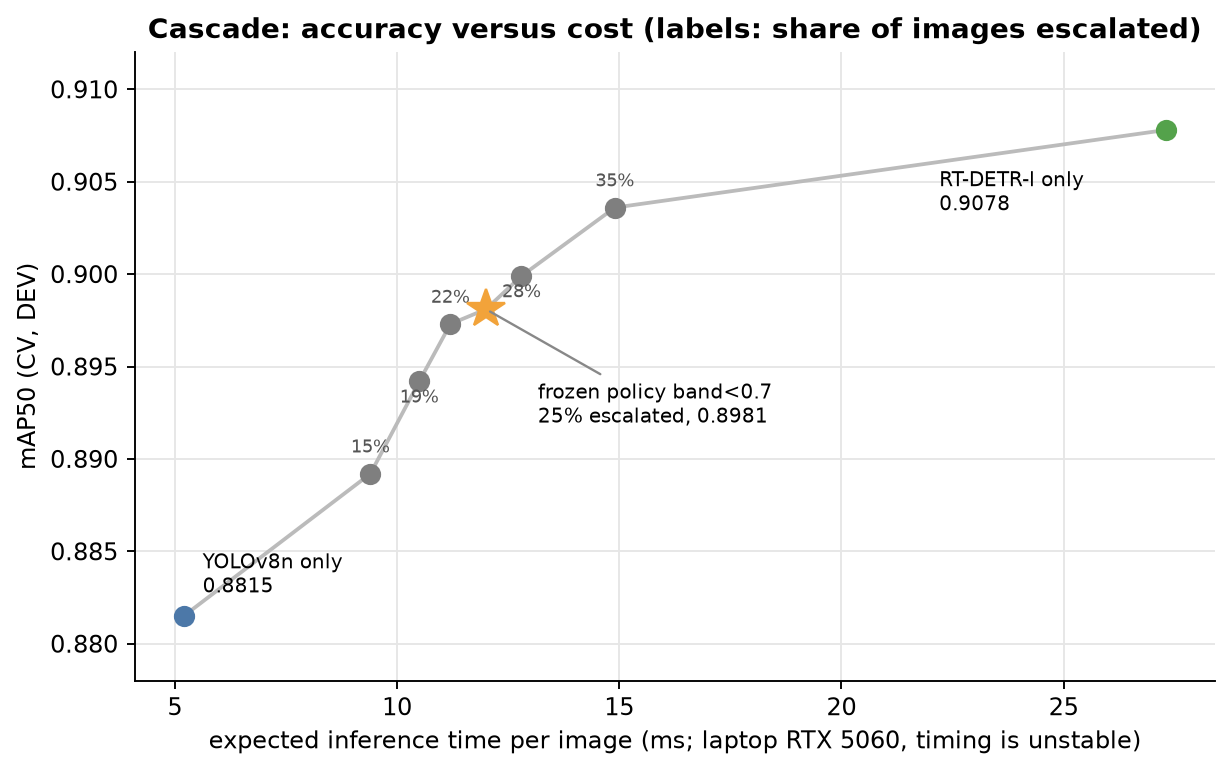 Cascade: accuracy versus cost (labels: share of images escalated)
mAP50 (CV, DEV)
0.910
0.905
0.900
0.895
0.890
0.885
0.880
35%
RT-DETR-l only
0.9078
22%
28%
frozen policy band<0.7
25% escalated, 0.8981
19%
15%
YOLOv8n only
0.8815
5
10
15
20
25
expected inference time per image (ms; laptop RTX 5060, timing is unstable)